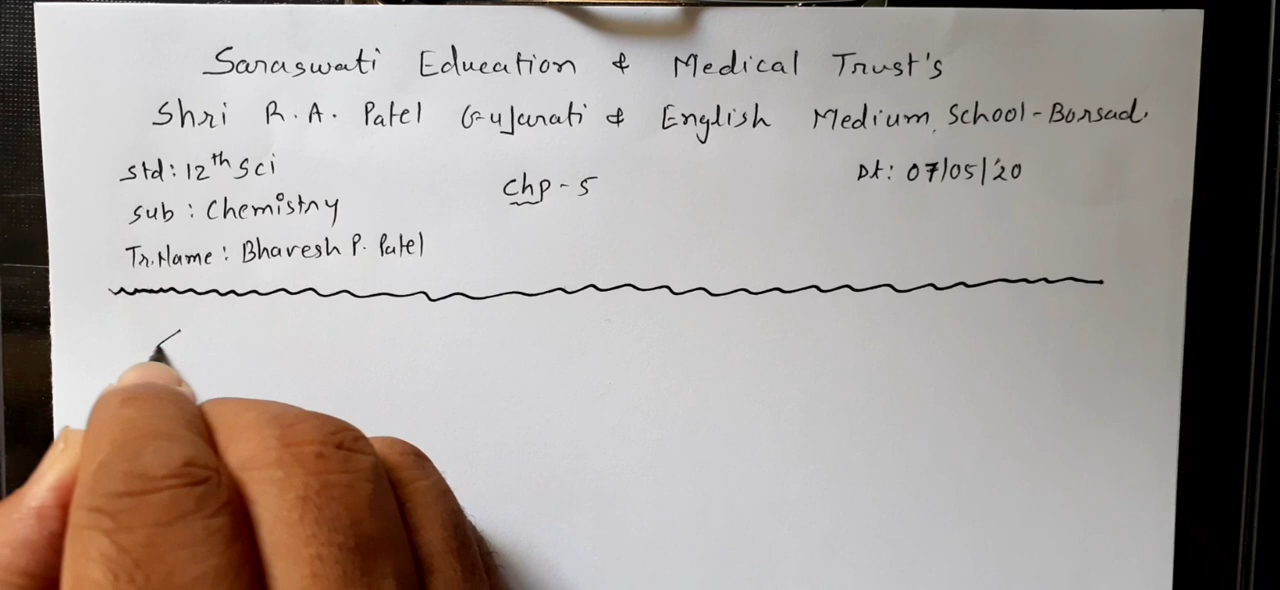 Saraswati Education & Medical Trust's
Shri R.A. Patel Gujarati & English Medium School-Borsad.
Std: 12th Sci
Chp-5
Dt: 07/05/'20
Sub: Chemistry
Tr.Name: Bhavesh P. Patel